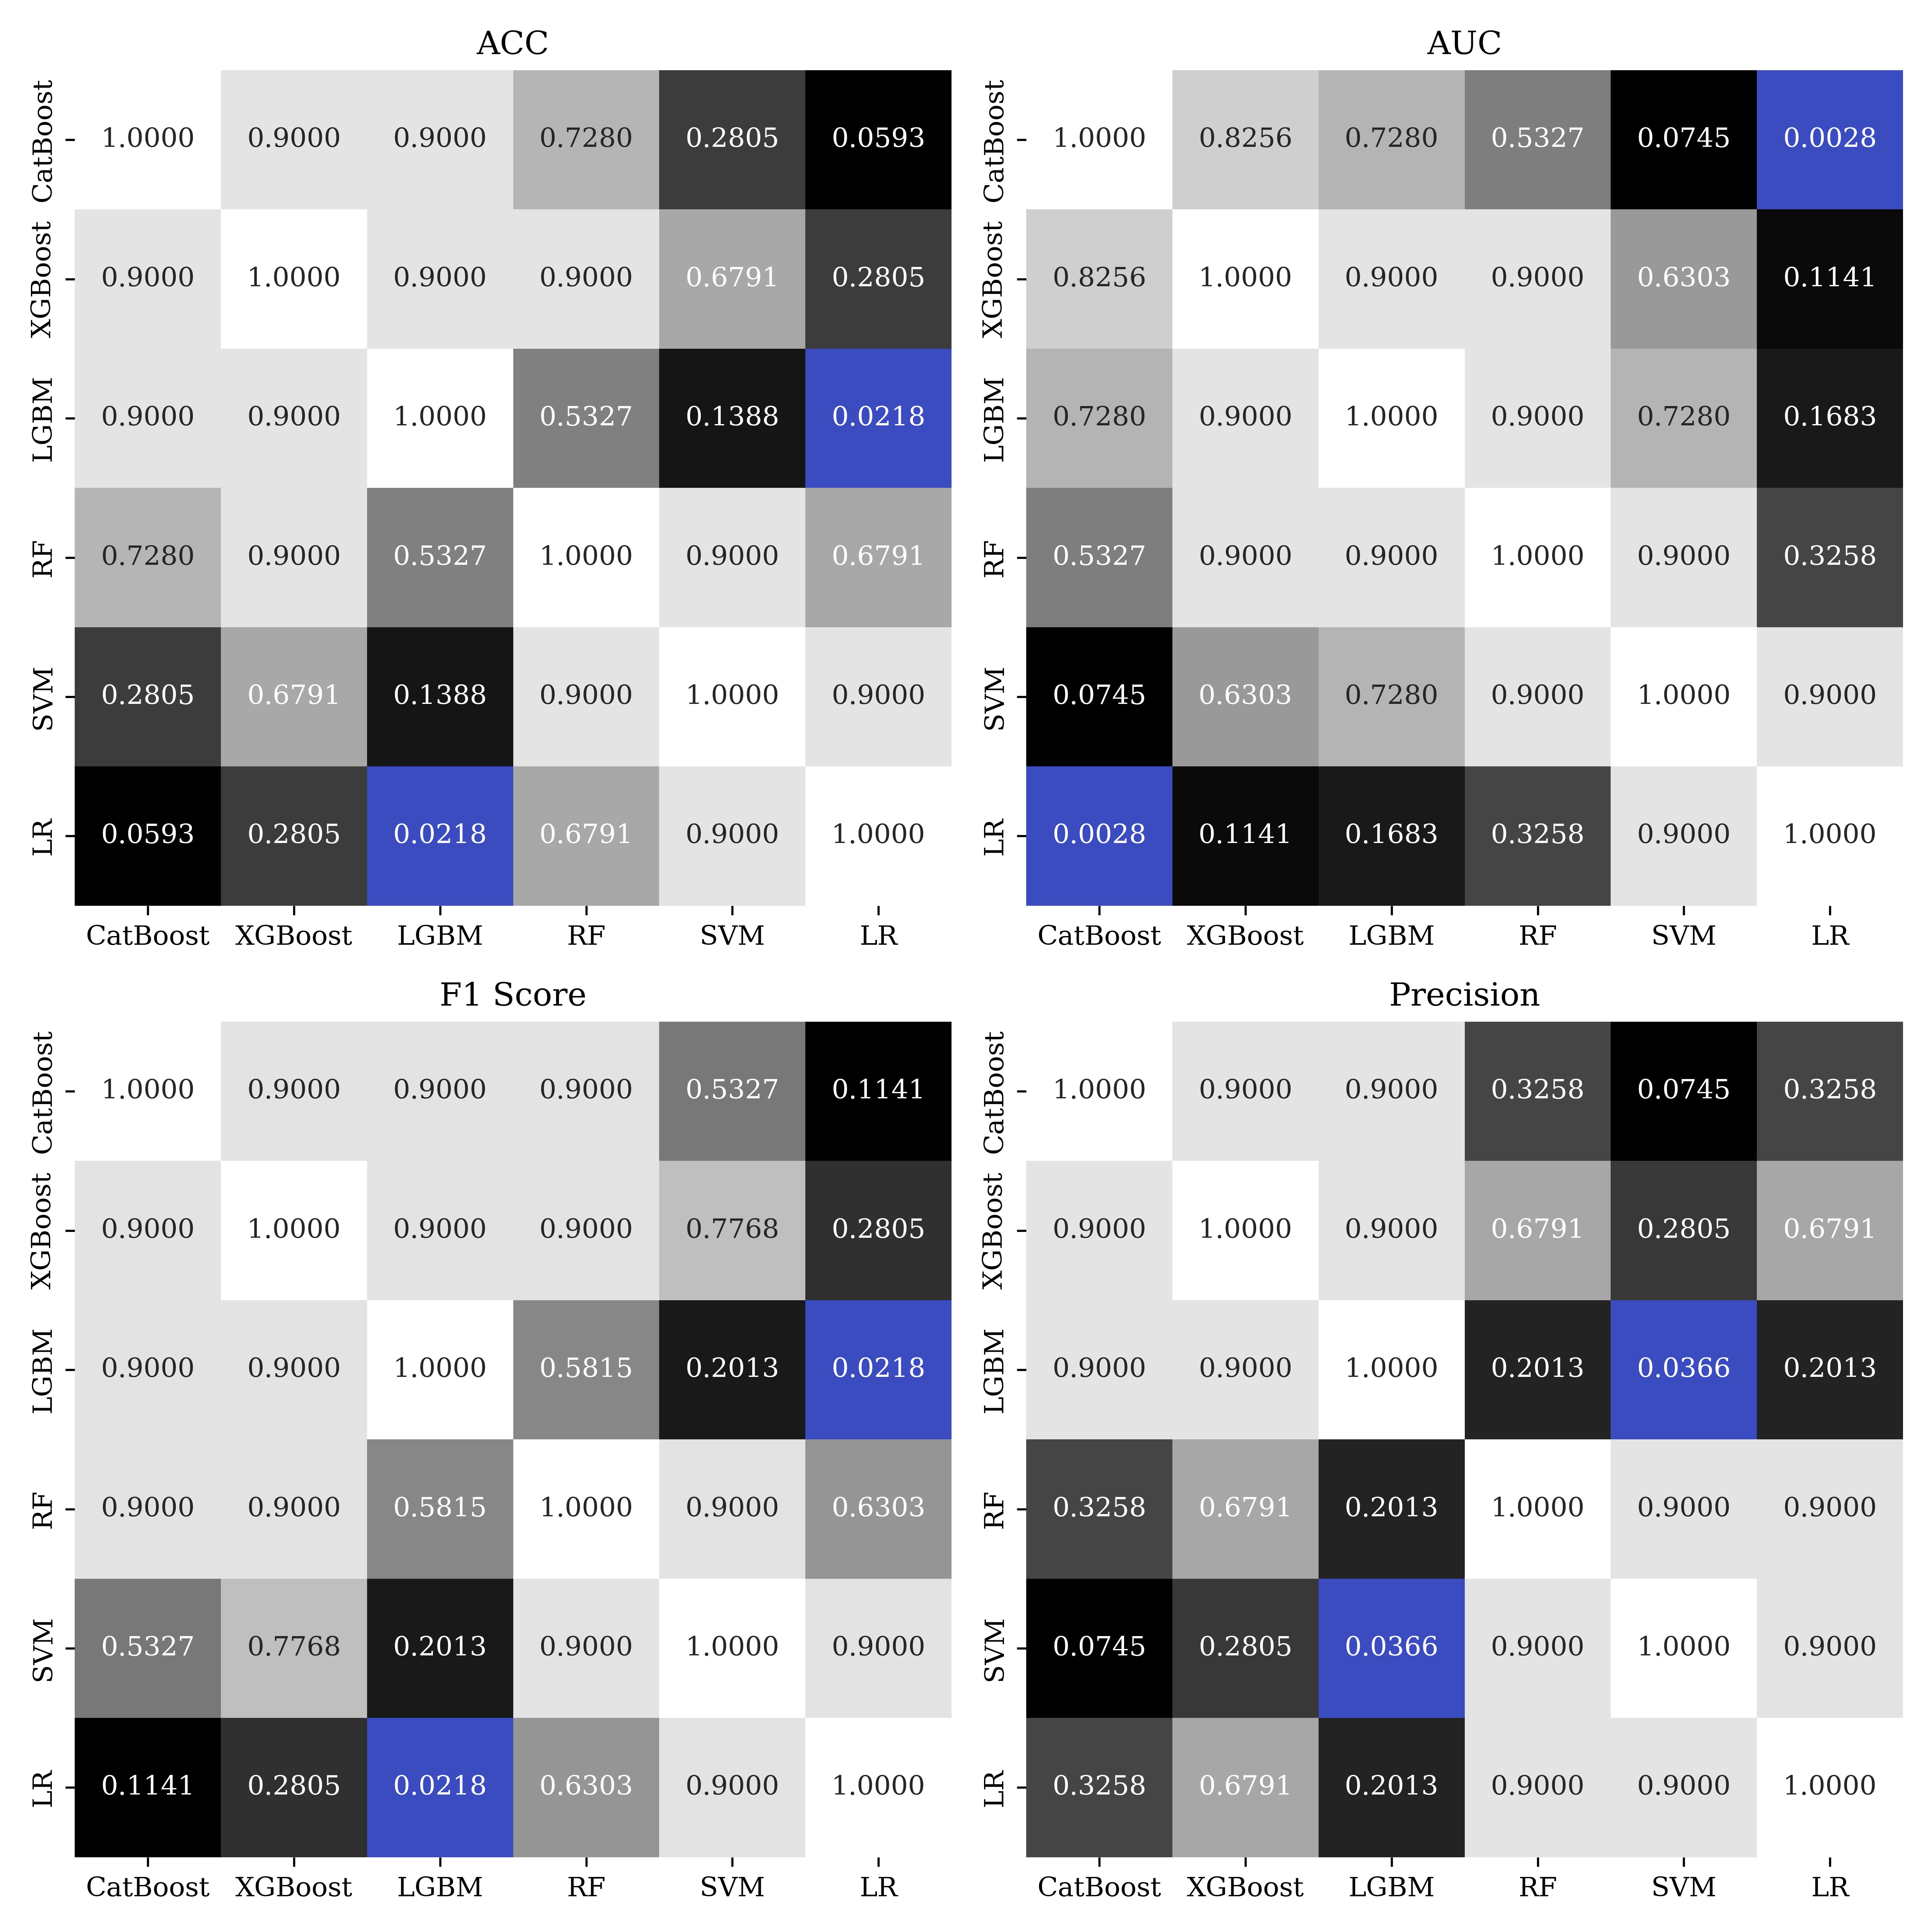 ACC
CatBoost 1.0000 0.9000 0.9000 0.7280 0.2805 0.0593
XGBoost 0.9000 1.0000 0.9000 0.9000 0.6791 0.2805
LGBM 0.9000 0.9000 1.0000 0.5327 0.1388 0.0218
RF 0.7280 0.9000 0.5327 1.0000 0.9000 0.6791
SVM 0.2805 0.6791 0.1388 0.9000 1.0000 0.9000
LR 0.0593 0.2805 0.0218 0.6791 0.9000 1.0000
CatBoost XGBoost LGBM RF SVM LR
AUC
CatBoost 1.0000 0.8256 0.7280 0.5327 0.0745 0.0028
XGBoost 0.8256 1.0000 0.9000 0.9000 0.6303 0.1141
LGBM 0.7280 0.9000 1.0000 0.9000 0.7280 0.1683
RF 0.5327 0.9000 0.9000 1.0000 0.9000 0.3258
SVM 0.0745 0.6303 0.7280 0.9000 1.0000 0.9000
LR 0.0028 0.1141 0.1683 0.3258 0.9000 1.0000
CatBoost XGBoost LGBM RF SVM LR
F1 Score
CatBoost 1.0000 0.9000 0.9000 0.9000 0.5327 0.1141
XGBoost 0.9000 1.0000 0.9000 0.9000 0.7768 0.2805
LGBM 0.9000 0.9000 1.0000 0.5815 0.2013 0.0218
RF 0.9000 0.9000 0.5815 1.0000 0.9000 0.6303
SVM 0.5327 0.7768 0.2013 0.9000 1.0000 0.9000
LR 0.1141 0.2805 0.0218 0.6303 0.9000 1.0000
CatBoost XGBoost LGBM RF SVM LR
Precision
CatBoost 1.0000 0.9000 0.9000 0.3258 0.0745 0.3258
XGBoost 0.9000 1.0000 0.9000 0.6791 0.2805 0.6791
LGBM 0.9000 0.9000 1.0000 0.2013 0.0366 0.2013
RF 0.3258 0.6791 0.2013 1.0000 0.9000 0.9000
SVM 0.0745 0.2805 0.0366 0.9000 1.0000 0.9000
LR 0.3258 0.6791 0.2013 0.9000 0.9000 1.0000
CatBoost XGBoost LGBM RF SVM LR